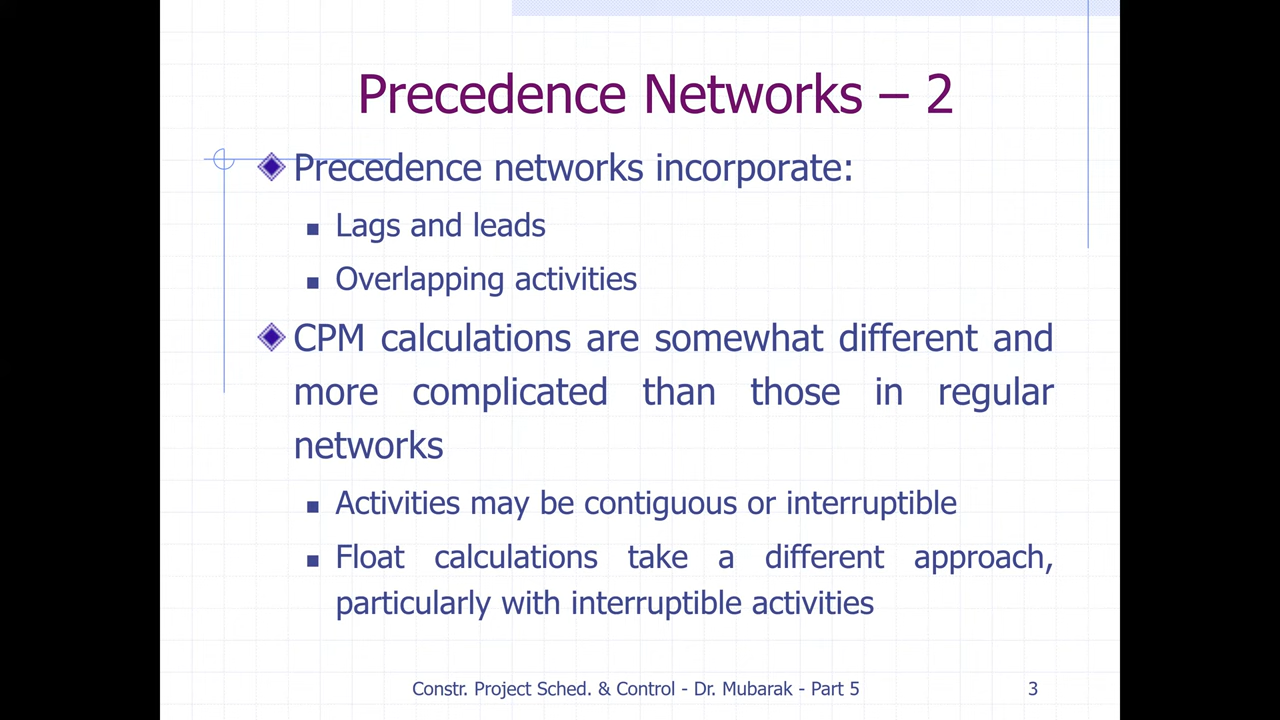 Precedence Networks – 2
Precedence networks incorporate:
Lags and leads
Overlapping activities
CPM calculations are somewhat different and
more complicated than those in regular
networks
Activities may be contiguous or interruptible
Float calculations take a different approach,
particularly with interruptible activities
Constr. Project Sched. & Control - Dr. Mubarak - Part 5
3